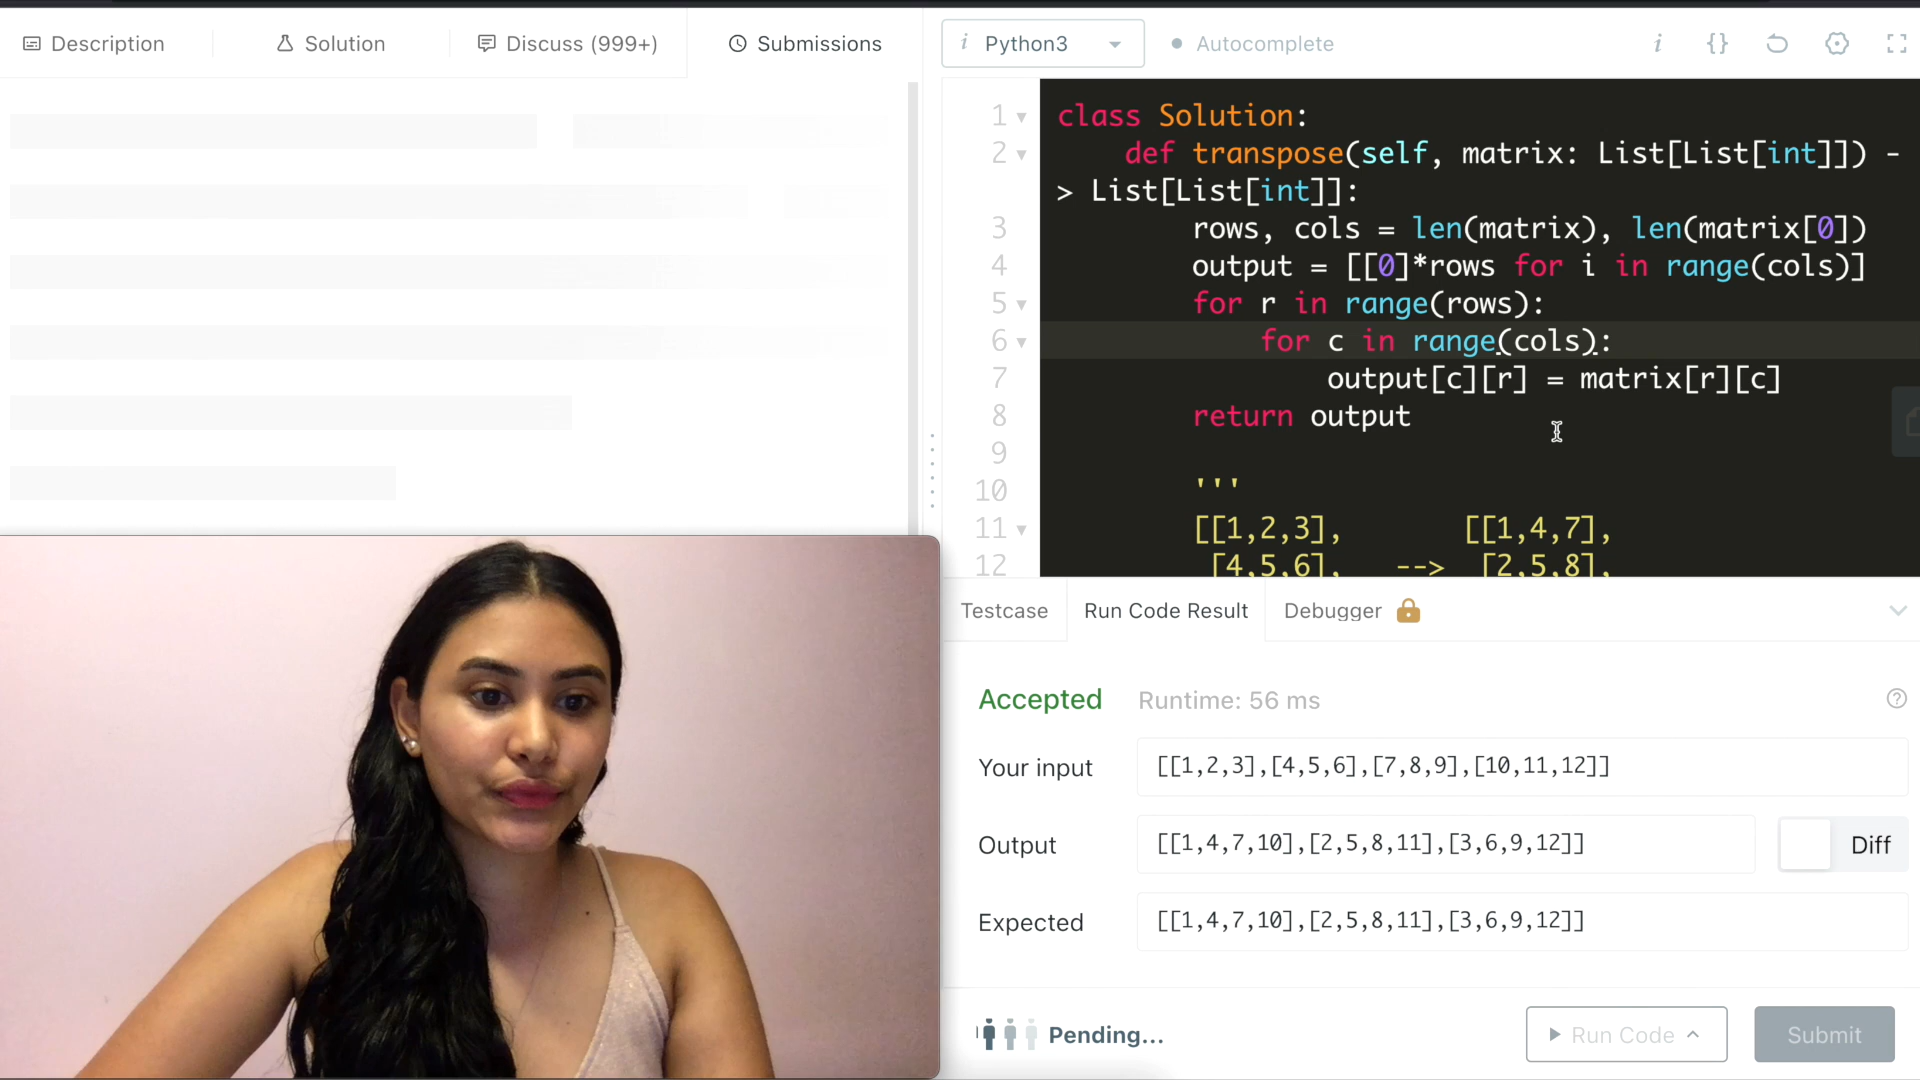 Description
Solution
Discuss (999+)
Submissions
i Python3
Autocomplete
i {}
1 class Solution:
2 def transpose(self, matrix: List[List[int]]) -
> List[List[int]]:
3 rows, cols = len(matrix), len(matrix[0])
4 output = [[0]*rows for i in range(cols)]
5 for r in range(rows):
6 for c in range(cols):
7 output[c][r] = matrix[r][c]
8 return output
9
10 '''
11 [[1,2,3], [[1,4,7],
12 [4,5,6], --> [2,5,8],
Testcase
Run Code Result
Debugger
Accepted
Runtime: 56 ms
Your input
[[1,2,3],[4,5,6],[7,8,9],[10,11,12]]
Output
[[1,4,7,10],[2,5,8,11],[3,6,9,12]]
Diff
Expected
[[1,4,7,10],[2,5,8,11],[3,6,9,12]]
Pending...
Run Code
Submit